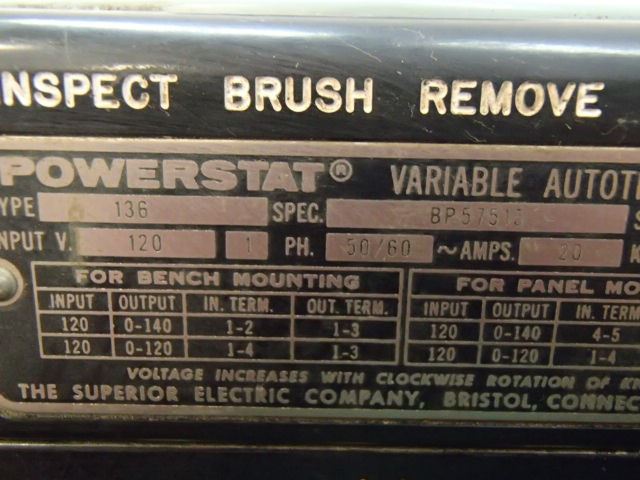 INSPECT BRUSH REMOVE
POWERSTAT® VARIABLE AUTOT
YPE 136 SPEC. S
NPUT V. 120 1 PH. 50/60 ~AMPS. 20 K
FOR BENCH MOUNTING FOR PANEL MO
INPUT OUTPUT IN. TERM. OUT. TERM. INPUT OUTPUT IN. TERM
120 0-140 1-2 1-3 120 0-140 4-5
120 0-120 1-4 1-3 120 0-120 1-4
VOLTAGE INCREASES WITH CLOCKWISE ROTATION OF
THE SUPERIOR ELECTRIC COMPANY, BRISTOL, CONNEC